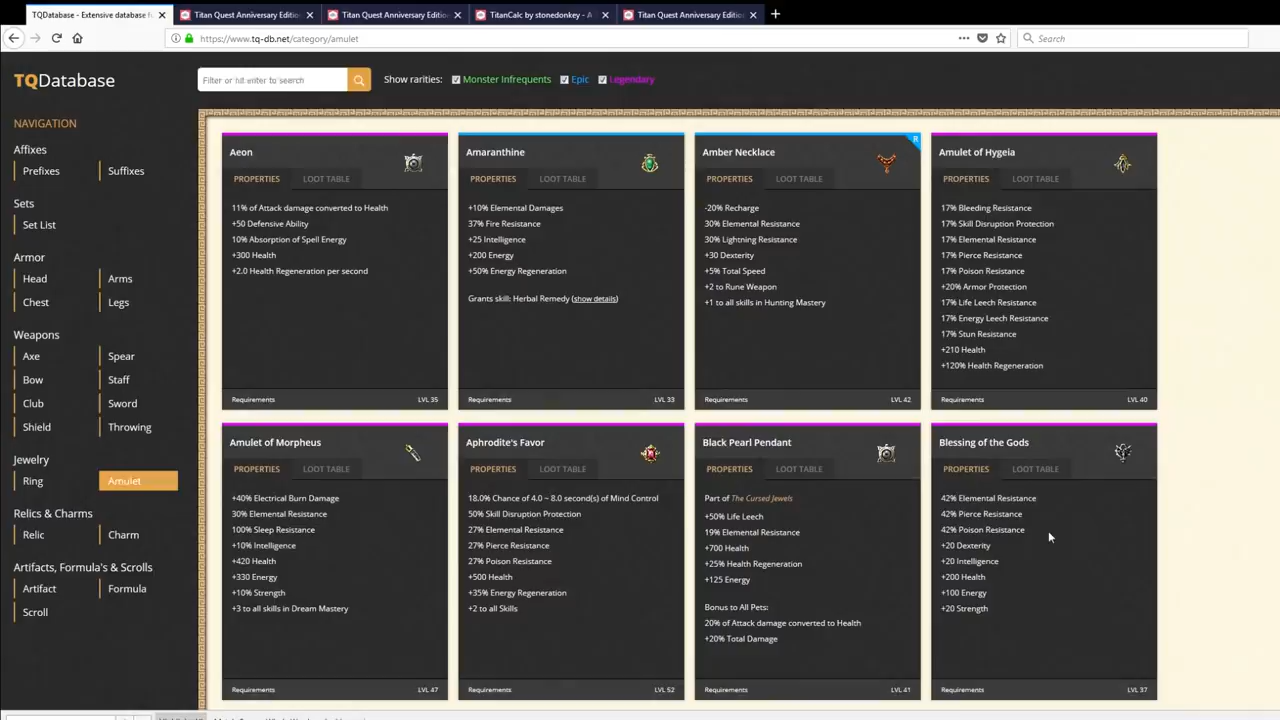 TQDatabase - Extensive database f
Titan Quest Anniversary Edition
Titan Quest Anniversary Edition
TitanCalc by stonedonkey - A
Titan Quest Anniversary Edition
https://www.tq-db.net/category/amulet
Search
TQDatabase
Filter or hit enter to search
Show rarities:
Monster Infrequents
Epic
Legendary
NAVIGATION
Affixes
Prefixes
Suffixes
Sets
Set List
Armor
Head
Arms
Chest
Legs
Weapons
Axe
Spear
Bow
Staff
Club
Sword
Shield
Throwing
Jewelry
Ring
Amulet
Relics & Charms
Relic
Charm
Artifacts, Formula's & Scrolls
Artifact
Formula
Scroll
Aeon
PROPERTIES
LOOT TABLE
11% of Attack damage converted to Health
+50 Defensive Ability
10% Absorption of Spell Energy
+300 Health
+2.0 Health Regeneration per second
Requirements
LVL 35
Amaranthine
PROPERTIES
LOOT TABLE
+10% Elemental Damages
37% Fire Resistance
+25 Intelligence
+200 Energy
+50% Energy Regeneration
Grants skill: Herbal Remedy (show details)
Requirements
LVL 33
Amber Necklace
R
PROPERTIES
LOOT TABLE
-20% Recharge
30% Elemental Resistance
30% Lightning Resistance
+30 Dexterity
+5% Total Speed
+2 to Rune Weapon
+1 to all skills in Hunting Mastery
Requirements
LVL 42
Amulet of Hygeia
PROPERTIES
LOOT TABLE
17% Bleeding Resistance
17% Skill Disruption Protection
17% Elemental Resistance
17% Pierce Resistance
17% Poison Resistance
+20% Armor Protection
17% Life Leech Resistance
17% Energy Leech Resistance
17% Stun Resistance
+210 Health
+120% Health Regeneration
Requirements
LVL 40
Amulet of Morpheus
PROPERTIES
LOOT TABLE
+40% Electrical Burn Damage
30% Elemental Resistance
100% Sleep Resistance
+10% Intelligence
+420 Health
+330 Energy
+10% Strength
+3 to all skills in Dream Mastery
Requirements
LVL 47
Aphrodite's Favor
PROPERTIES
LOOT TABLE
18.0% Chance of 4.0 ~ 8.0 second(s) of Mind Control
50% Skill Disruption Protection
27% Elemental Resistance
27% Pierce Resistance
27% Poison Resistance
+500 Health
+35% Energy Regeneration
+2 to all Skills
Requirements
LVL 52
Black Pearl Pendant
PROPERTIES
LOOT TABLE
Part of The Cursed Jewels
+50% Life Leech
19% Elemental Resistance
+700 Health
+25% Health Regeneration
+125 Energy
Bonus to All Pets:
20% of Attack damage converted to Health
+20% Total Damage
Requirements
LVL 41
Blessing of the Gods
PROPERTIES
LOOT TABLE
42% Elemental Resistance
42% Pierce Resistance
42% Poison Resistance
+20 Dexterity
+20 Intelligence
+200 Health
+100 Energy
+20 Strength
Requirements
LVL 37